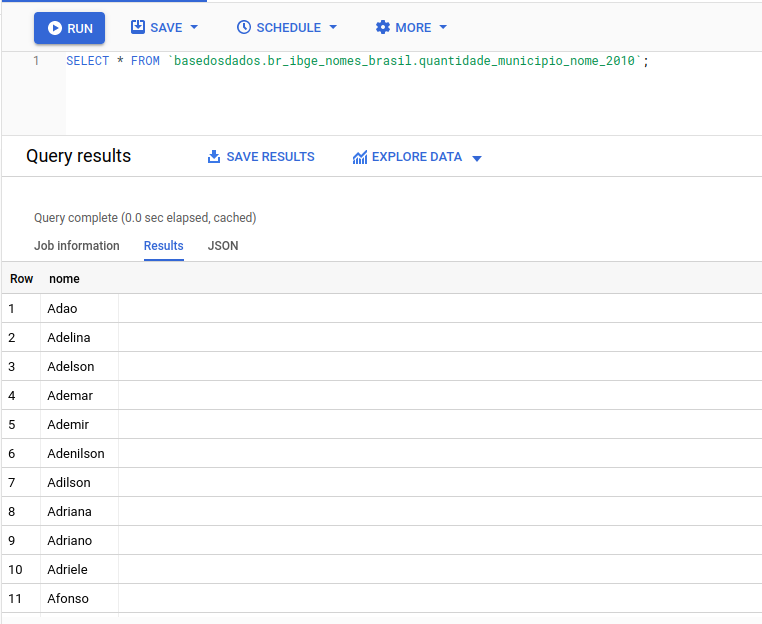 RUN SAVE SCHEDULE MORE
1 SELECT * FROM `basedosdados.br_ibge_nomes_brasil.quantidade_municipio_nome_2010`;
Query results SAVE RESULTS EXPLORE DATA
Query complete (0.0 sec elapsed, cached)
Job information Results JSON
Row nome
1 Adao
2 Adelina
3 Adelson
4 Ademar
5 Ademir
6 Adenilson
7 Adilson
8 Adriana
9 Adriano
10 Adriele
11 Afonso